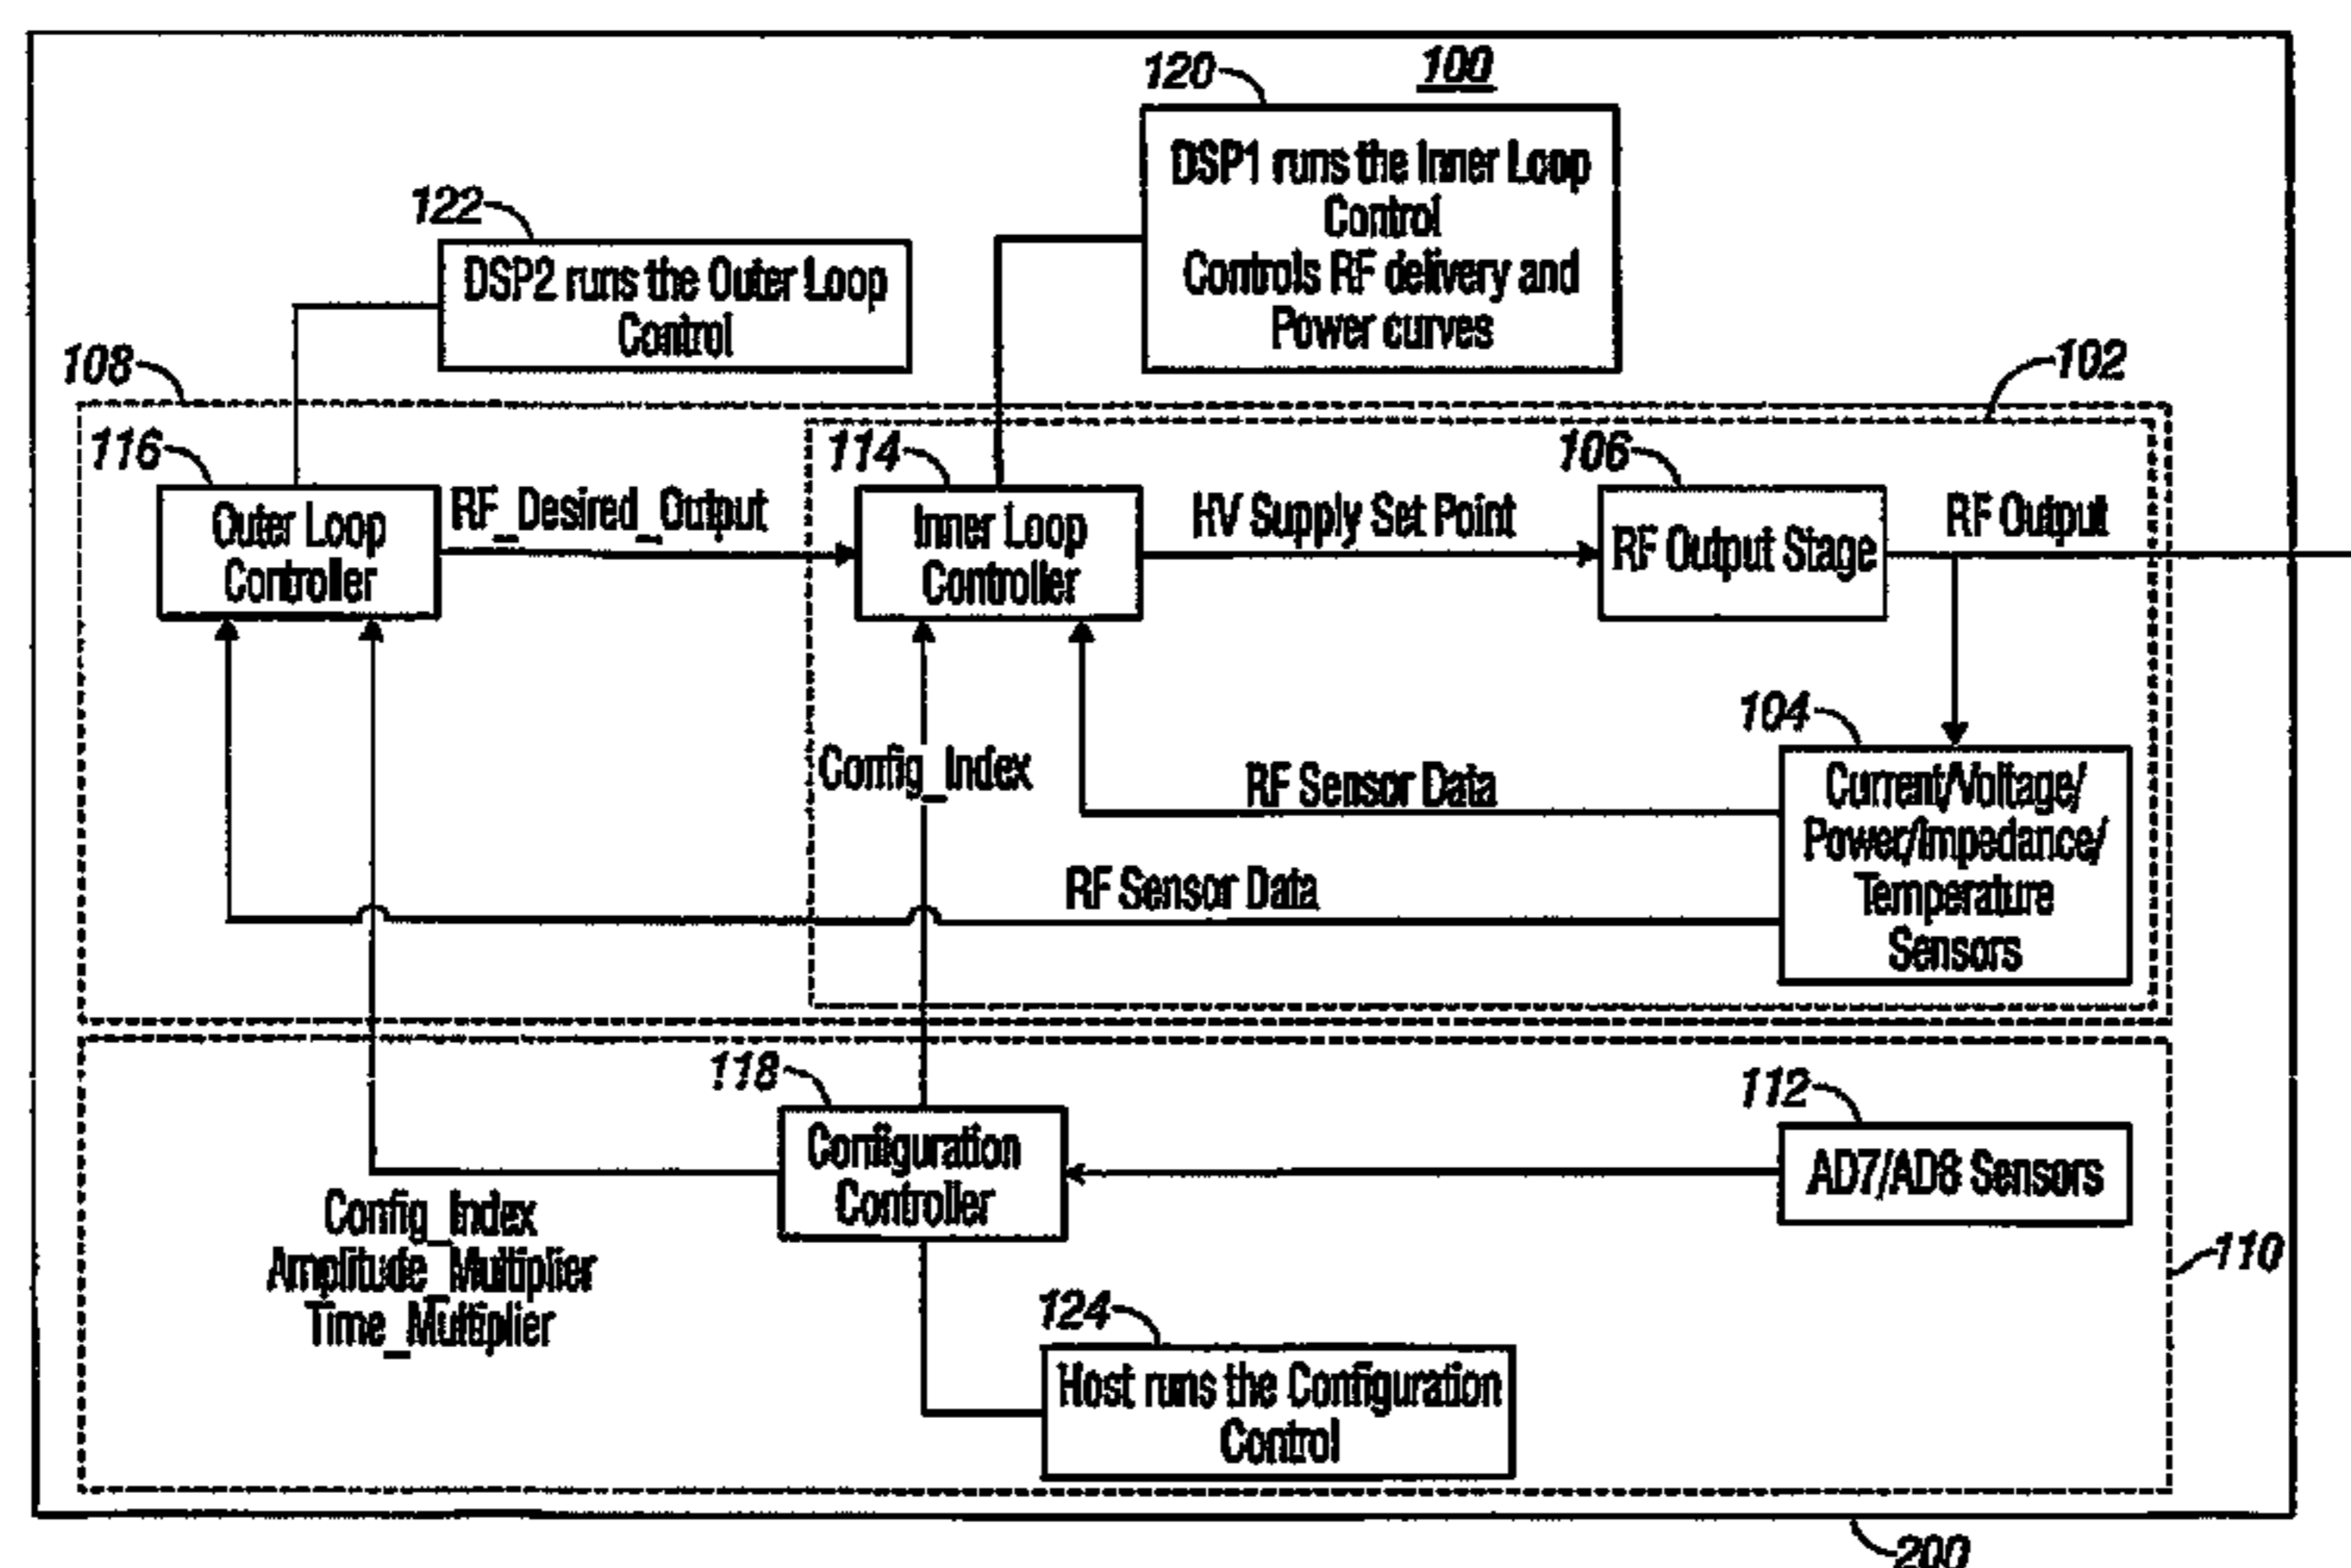 100
120
DSP1 runs the Inner Loop
Control
Controls RF delivery and
Power curves
122
DSP2 runs the Outer Loop
Control
108
102
116
Outer Loop
Controller
RF_Desired_Output
114
Inner Loop
Controller
HV Supply Set Point
106
RF Output Stage
RF Output
104
Current/Voltage/
Power/Impedance/
Temperature
Sensors
Config_Index
RF Sensor Data
RF Sensor Data
118
Configuration
Controller
112
AD7/AD8 Sensors
110
Config_Index
Amplitude_Multiplier
Time_Multiplier
124
Host runs the Configuration
Control
200